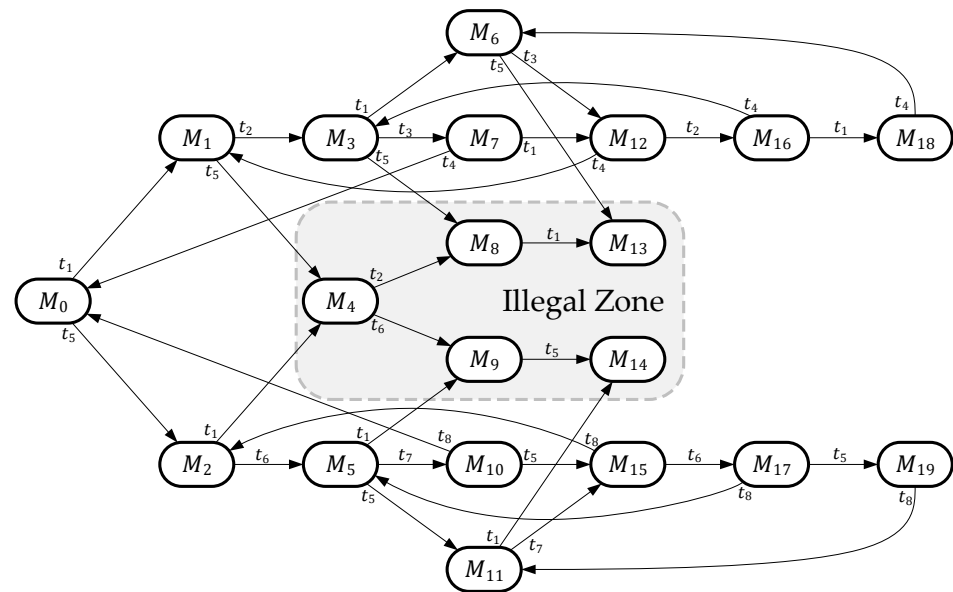 M₆
t₅ t₃
t₁ t₄ t₄
M₁ t₂ M₃ t₃ M₇ t₁ M₁₂ t₂ M₁₆ t₁ M₁₈
t₅ t₅ t₄ t₄
M₈ t₁ M₁₃
t₁ t₂
M₀ M₄ Illegal Zone
t₅ t₆
M₉ t₅ M₁₄
t₁ t₁ t₈ t₈
M₂ t₆ M₅ t₇ M₁₀ t₅ M₁₅ t₆ M₁₇ t₅ M₁₉
t₅ t₈ t₈
t₁ t₇
M₁₁